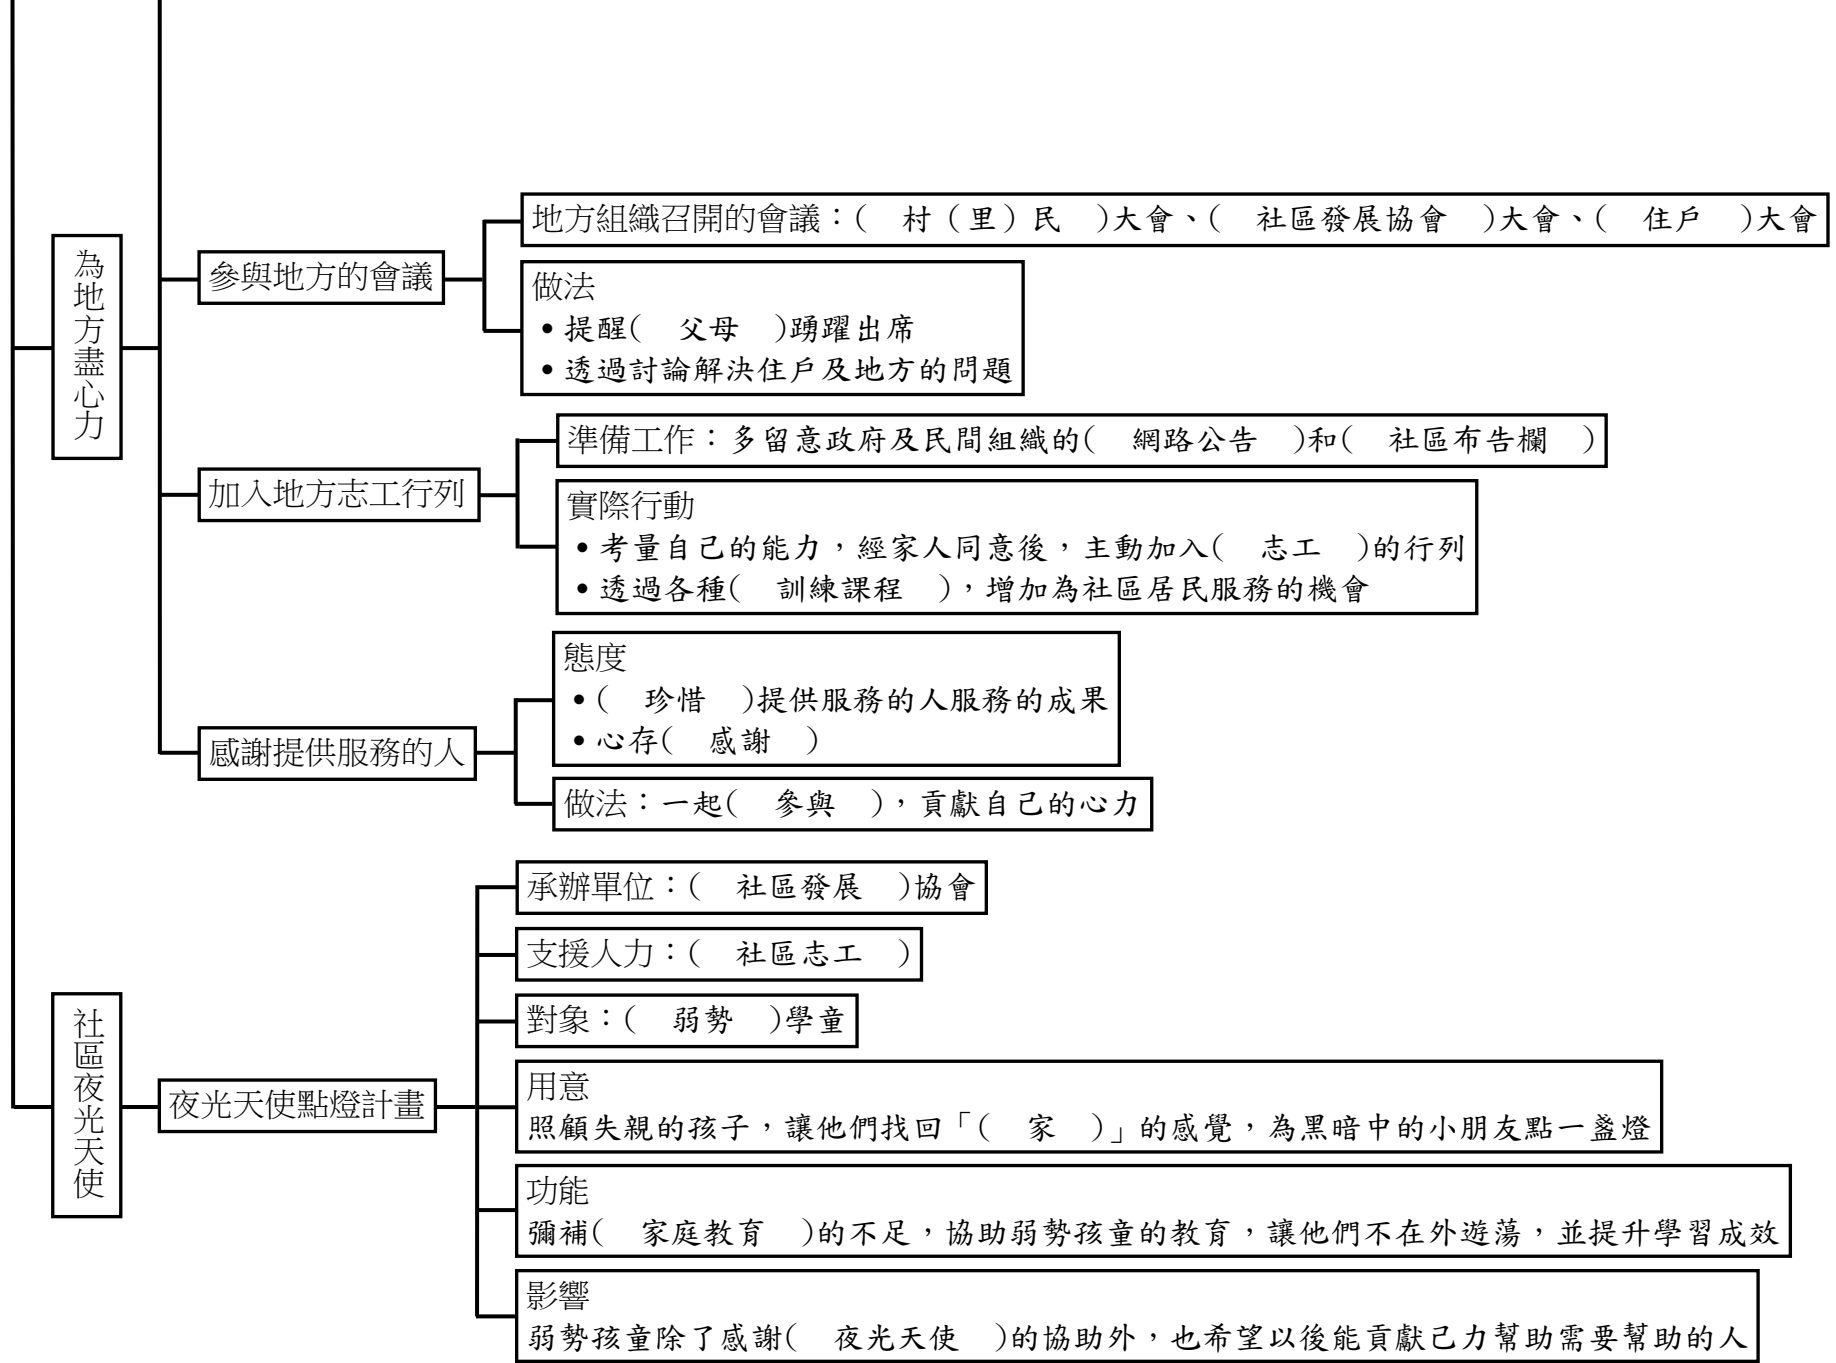 為地方盡心力
參與地方的會議
地方組織召開的會議：(　村（里）民　)大會、(　社區發展協會　)大會、(　住戶　)大會
做法
•提醒(　父母　)踴躍出席
•透過討論解決住戶及地方的問題
加入地方志工行列
準備工作：多留意政府及民間組織的(　網路公告　)和(　社區布告欄　)
實際行動
•考量自己的能力，經家人同意後，主動加入(　志工　)的行列
•透過各種(　訓練課程　)，增加為社區居民服務的機會
感謝提供服務的人
態度
•(　珍惜　)提供服務的人服務的成果
•心存(　感謝　)
做法：一起(　參與　)，貢獻自己的心力
社區夜光天使
夜光天使點燈計畫
承辦單位：(　社區發展　)協會
支援人力：(　社區志工　)
對象：(　弱勢　)學童
用意
照顧失親的孩子，讓他們找回「(　家　)」的感覺，為黑暗中的小朋友點一盞燈
功能
彌補(　家庭教育　)的不足，協助弱勢孩童的教育，讓他們不在外遊蕩，並提升學習成效
影響
弱勢孩童除了感謝(　夜光天使　)的協助外，也希望以後能貢獻己力幫助需要幫助的人